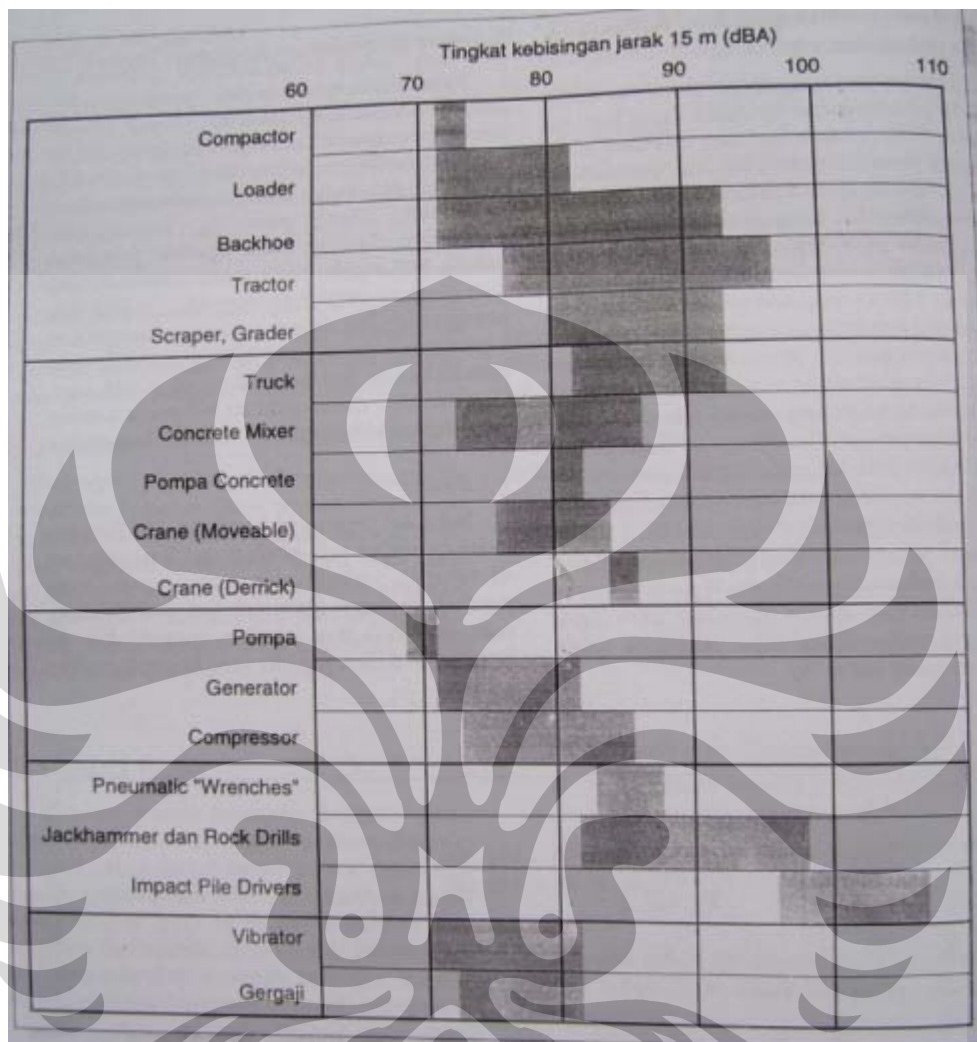 Tingkat kebisingan jarak 15 m (dBA)
60 70 80 90 100 110
Compactor
Loader
Backhoe
Tractor
Scraper, Grader
Truck
Concrete Mixer
Pompa Concrete
Crane (Moveable)
Crane (Derrick)
Pompa
Generator
Compressor
Pneumatic "Wrenches"
Jackhammer dan Rock Drills
Impact Pile Drivers
Vibrator
Gergaji